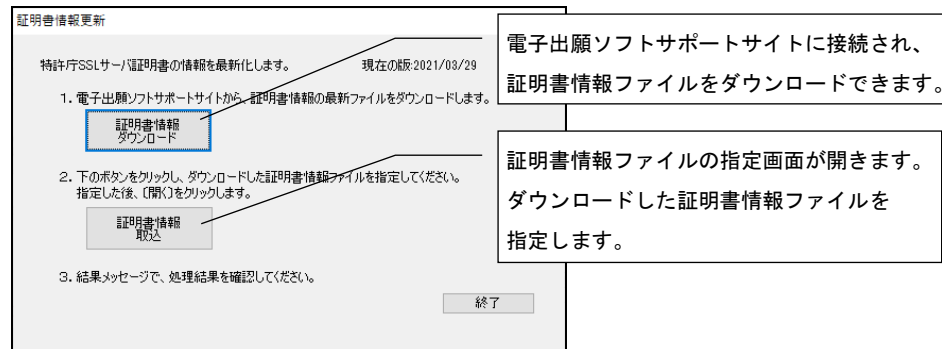 証明書情報更新
特許庁SSLサーバ証明書の情報を最新化します。 現在の版:2021/03/29
1. 電子出願ソフトサポートサイトから、証明書情報の最新ファイルをダウンロードします。
証明書情報
ダウンロード
2. 下のボタンをクリックし、ダウンロードした証明書情報ファイルを指定してください。
指定した後、〔開く〕をクリックします。
証明書情報
取込
3. 結果メッセージで、処理結果を確認してください。
終了
電子出願ソフトサポートサイトに接続され、
証明書情報ファイルをダウンロードできます。
証明書情報ファイルの指定画面が開きます。
ダウンロードした証明書情報ファイルを
指定します。